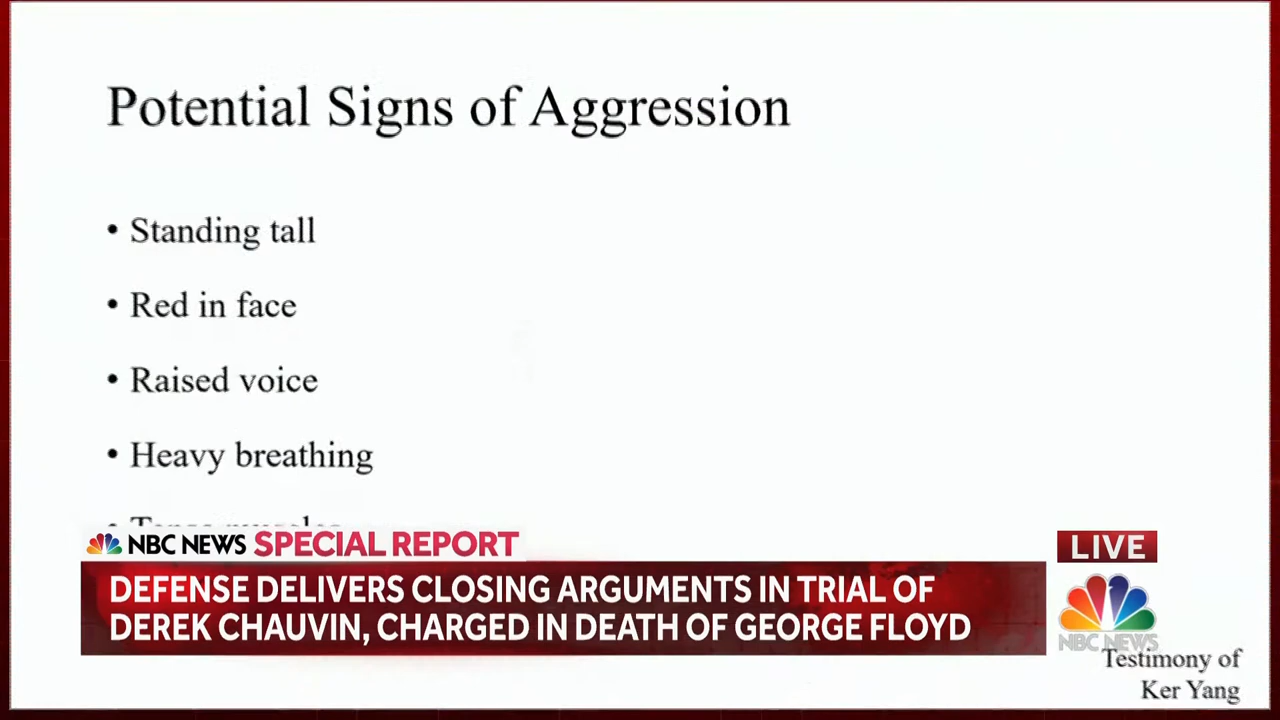 Potential Signs of Aggression
• Standing tall
• Red in face
• Raised voice
• Heavy breathing
NBC NEWS SPECIAL REPORT
LIVE
DEFENSE DELIVERS CLOSING ARGUMENTS IN TRIAL OF
DEREK CHAUVIN, CHARGED IN DEATH OF GEORGE FLOYD
NBC NEWS
Testimony of
Ker Yang